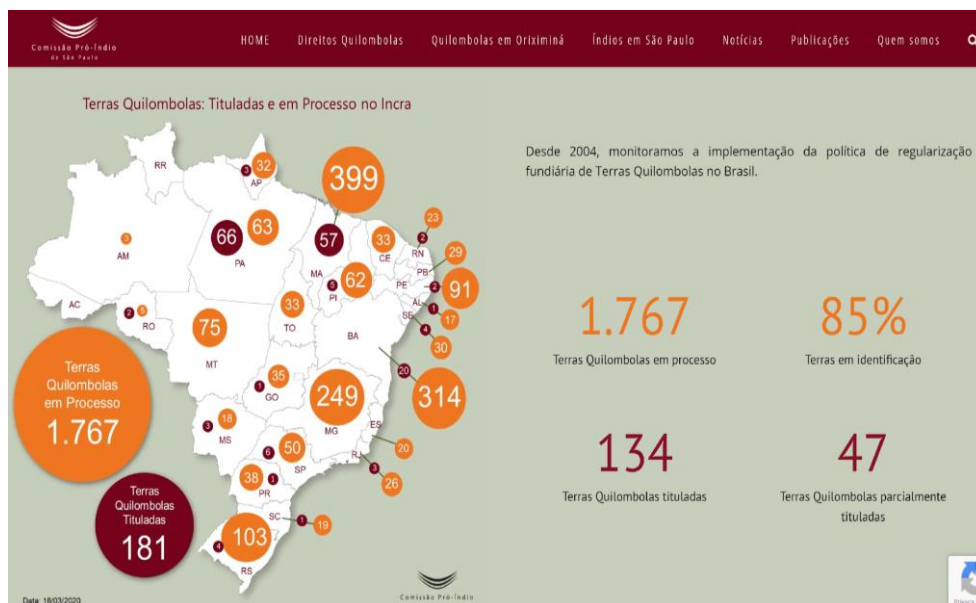 Comissão Pró-Índio
de São Paulo
HOME Direitos Quilombolas Quilombolas em Oriximiná Índios em São Paulo Notícias Publicações Quem somos
Terras Quilombolas: Tituladas e em Processo no Incra
Desde 2004, monitoramos a implementação da política de regularização
fundiária de Terras Quilombolas no Brasil.
RR
3
32
AP
399
3
AM
66
63
PA
57
MA
33
CE
23
2
RN
29
PB
5
62
PI
PE
2
91
AL
1
17
SE
4
30
AC
2
5
RO
75
MT
33
TO
BA
20
314
1
35
GO
249
MG
ES
20
3
18
MS
6
50
SP
RJ
3
26
38
1
PR
SC
1
19
4
103
RS
Terras
Quilombolas
em Processo
1.767
Terras
Quilombolas
Tituladas
181
1.767
Terras Quilombolas em processo
85%
Terras em identificação
134
Terras Quilombolas tituladas
47
Terras Quilombolas parcialmente
tituladas
Comissão Pró-Índio
Data: 16/03/2020